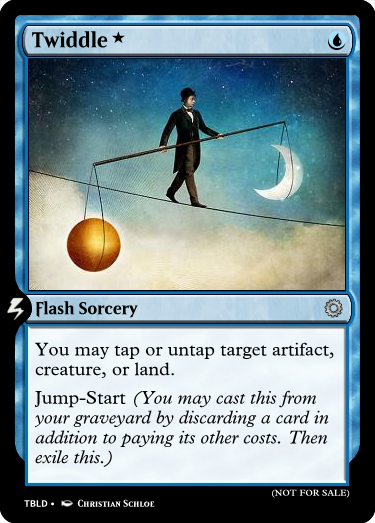 Twiddle ★
Flash Sorcery
You may tap or untap target artifact,
creature, or land.
Jump-Start (You may cast this from
your graveyard by discarding a card in
addition to paying its other costs. Then
exile this.)
(NOT FOR SALE)
TBLD • Christian Schloe